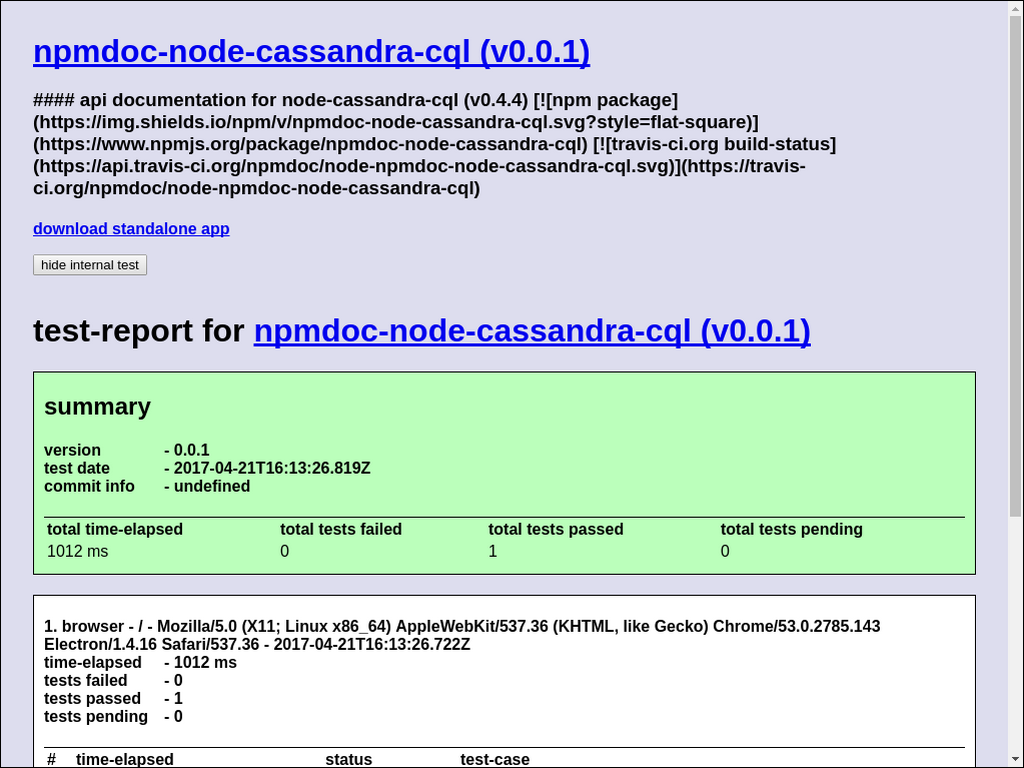 npmdoc-node-cassandra-cql (v0.0.1)
#### api documentation for node-cassandra-cql (v0.4.4) [![npm package]
(https://img.shields.io/npm/v/npmdoc-node-cassandra-cql.svg?style=flat-square)]
(https://www.npmjs.org/package/npmdoc-node-cassandra-cql) [![travis-ci.org build-status]
(https://api.travis-ci.org/npmdoc/node-npmdoc-node-cassandra-cql.svg)](https://travis-
ci.org/npmdoc/node-npmdoc-node-cassandra-cql)
download standalone app
hide internal test
test-report for npmdoc-node-cassandra-cql (v0.0.1)
summary
version - 0.0.1
test date - 2017-04-21T16:13:26.819Z
commit info - undefined
total time-elapsed total tests failed total tests passed total tests pending
1012 ms 0 1 0
1. browser - / - Mozilla/5.0 (X11; Linux x86_64) AppleWebKit/537.36 (KHTML, like Gecko) Chrome/53.0.2785.143
Electron/1.4.16 Safari/537.36 - 2017-04-21T16:13:26.722Z
time-elapsed - 1012 ms
tests failed - 0
tests passed - 1
tests pending - 0
# time-elapsed status test-case